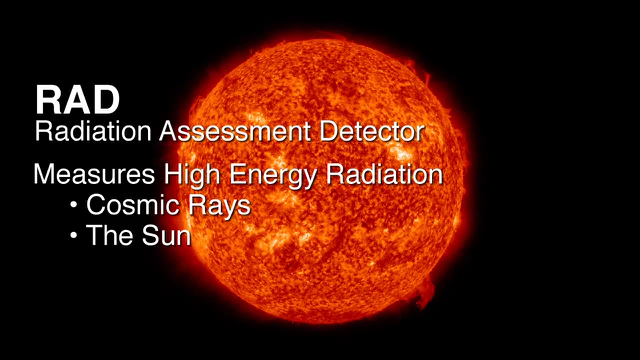 RAD
Radiation Assessment Detector
Measures High Energy Radiation
• Cosmic Rays
• The Sun